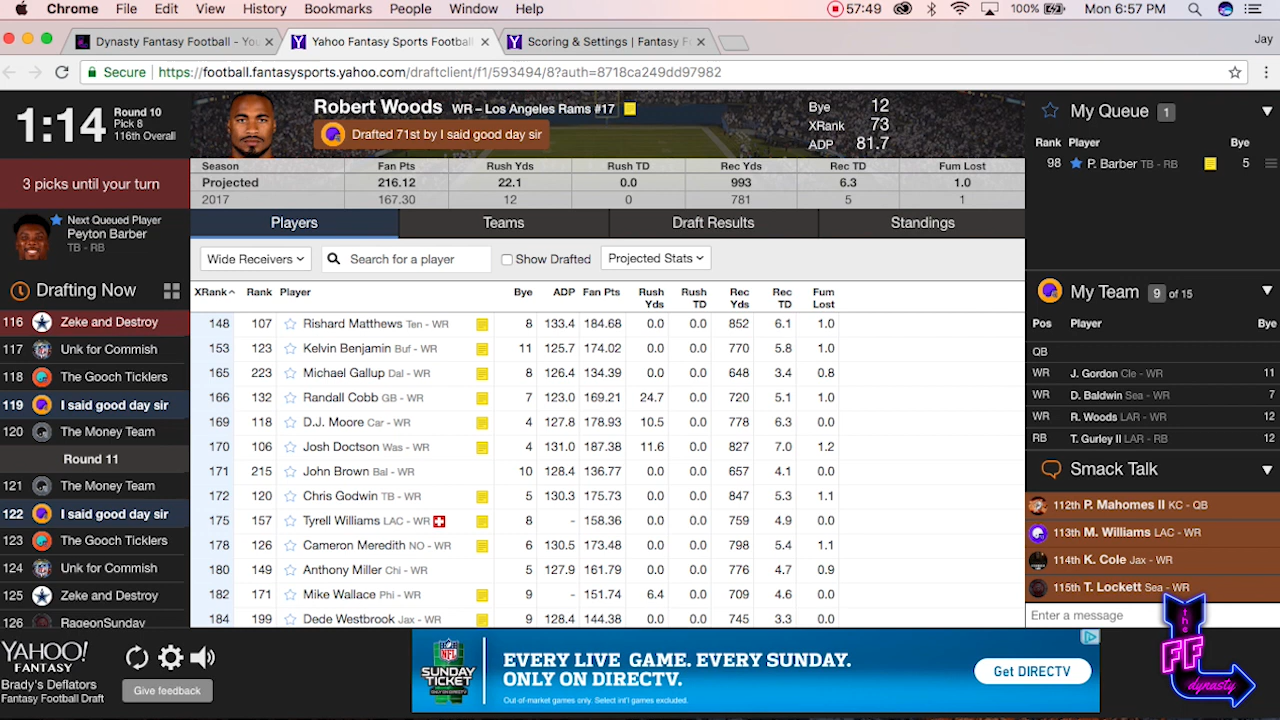 Chrome File Edit View History Bookmarks People Window Help 57:49 100% Mon 6:57 PM
Dynasty Fantasy Football - You × Yahoo Fantasy Sports Football × Scoring & Settings | Fantasy F × Jay
Secure | https://football.fantasysports.yahoo.com/draftclient/f1/593494/8?auth=8718ca249dd97982
1:14 Round 10
Pick 8
116th Overall
3 picks until your turn
Next Queued Player
Peyton Barber
TB - RB
Drafting Now
116 Zeke and Destroy
117 Unk for Commish
118 The Gooch Ticklers
119 I said good day sir
120 The Money Team
Round 11
121 The Money Team
122 I said good day sir
123 The Gooch Ticklers
124 Unk for Commish
125 Zeke and Destroy
126 RageonSunday
YAHOO!
FANTASY
Brady's Deflators
Fantasy Football Draft
Give feedback
Robert Woods WR – Los Angeles Rams #17
Drafted 71st by I said good day sir
Bye 12
XRank 73
ADP 81.7
Season Fan Pts Rush Yds Rush TD Rec Yds Rec TD Fum Lost
Projected 216.12 22.1 0.0 993 6.3 1.0
2017 167.30 12 0 781 5 1
Players Teams Draft Results Standings
Wide Receivers Search for a player Show Drafted Projected Stats
XRank Rank Player Bye ADP Fan Pts Rush Yds Rush TD Rec Yds Rec TD Fum Lost
148 107 Rishard Matthews Ten - WR 8 133.4 184.68 0.0 0.0 852 6.1 1.0
153 123 Kelvin Benjamin Buf - WR 11 125.7 174.02 0.0 0.0 770 5.8 1.0
165 223 Michael Gallup Dal - WR 8 126.4 134.39 0.0 0.0 648 3.4 0.8
166 132 Randall Cobb GB - WR 7 123.0 169.21 24.7 0.0 720 5.1 1.0
169 118 D.J. Moore Car - WR 4 127.8 178.93 10.5 0.0 778 6.3 0.0
170 106 Josh Doctson Was - WR 4 131.0 187.38 11.6 0.0 827 7.0 1.2
171 215 John Brown Bal - WR 10 128.4 136.77 0.0 0.0 657 4.1 0.0
172 120 Chris Godwin TB - WR 5 130.3 175.73 0.0 0.0 847 5.3 1.1
175 157 Tyrell Williams LAC - WR 8 - 158.36 0.0 0.0 759 4.9 0.0
178 126 Cameron Meredith NO - WR 6 130.5 173.48 0.0 0.0 798 5.4 1.1
180 149 Anthony Miller Chi - WR 5 127.9 161.79 0.0 0.0 776 4.7 0.9
182 171 Mike Wallace Phi - WR 9 - 151.74 6.4 0.0 709 4.6 0.0
184 199 Dede Westbrook Jax - WR 9 128.4 144.38 0.0 0.0 745 3.3 0.0
My Queue 1
Rank Player Bye
98 P. Barber TB - RB 5
My Team 9 of 15
Pos Player Bye
QB
WR J. Gordon Cle - WR 11
WR D. Baldwin Sea - WR 7
WR R. Woods LAR - WR 12
RB T. Gurley II LAR - RB 12
Smack Talk
112th P. Mahomes II KC - QB
113th M. Williams LAC - WR
114th K. Cole Jax - WR
115th T. Lockett Sea - WR
Enter a message
NFL
SUNDAY
TICKET
ONLY ON DIRECTV
EVERY LIVE GAME. EVERY SUNDAY.
ONLY ON DIRECTV.
Out-of-market games only. Select int'l games excluded.
Get DIRECTV
the
FF
dynasty